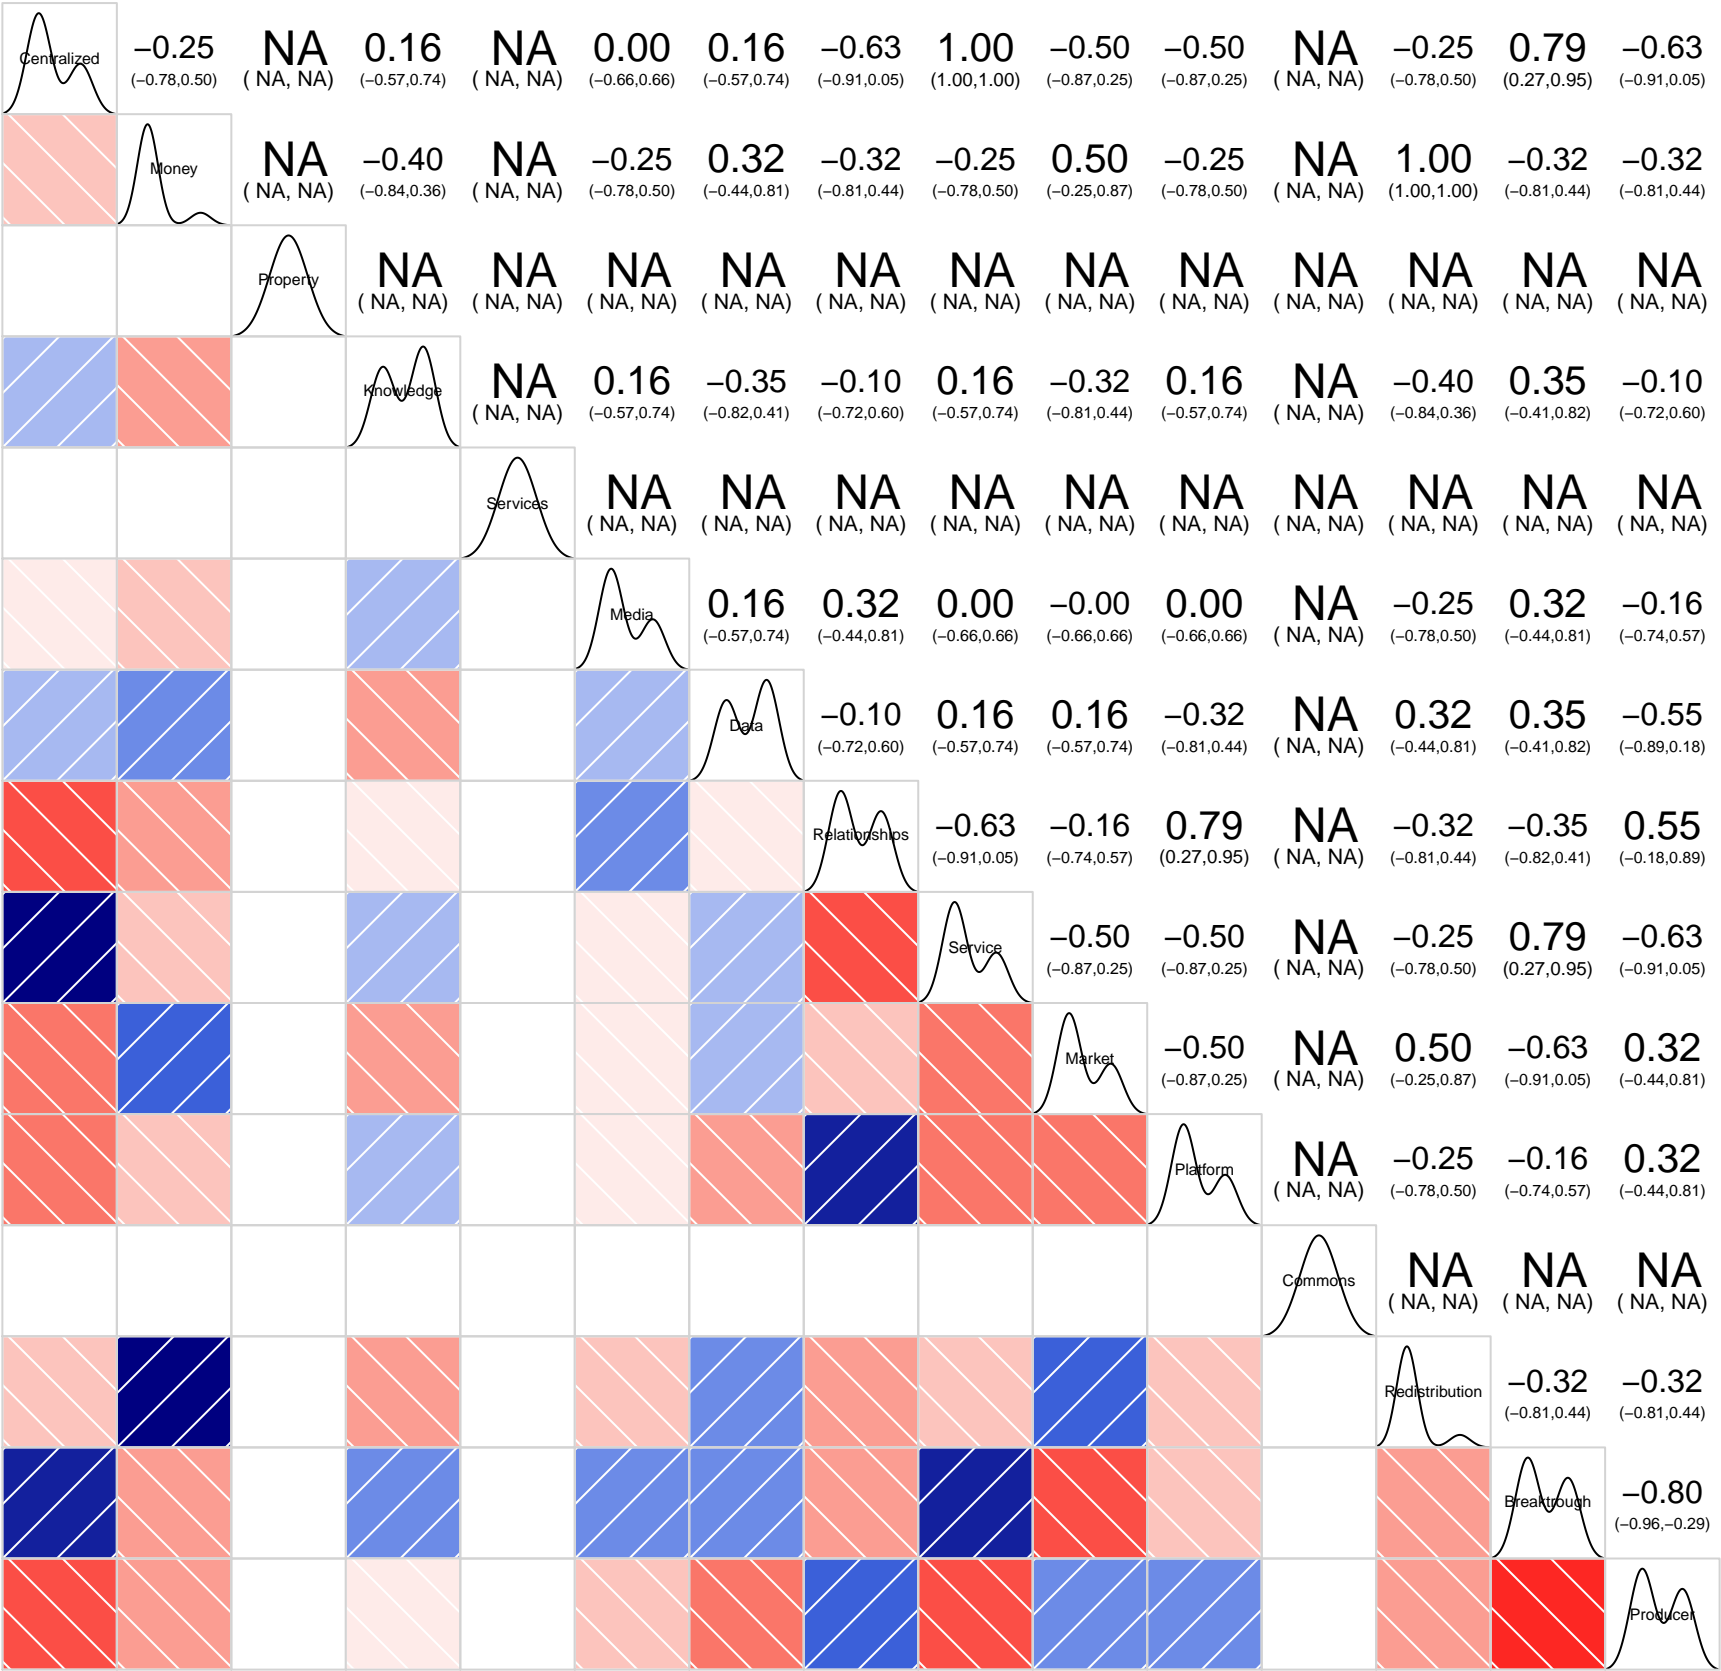 Centralized −0.25 NA 0.16 NA 0.00 0.16 −0.63 1.00 −0.50 −0.50 NA −0.25 0.79 −0.63
(−0.78,0.50) ( NA, NA) (−0.57,0.74) ( NA, NA) (−0.66,0.66) (−0.57,0.74) (−0.91,0.05) (1.00,1.00) (−0.87,0.25) (−0.87,0.25) ( NA, NA) (−0.78,0.50) (0.27,0.95) (−0.91,0.05)
Money NA −0.40 NA −0.25 0.32 −0.32 −0.25 0.50 −0.25 NA 1.00 −0.32 −0.32
( NA, NA) (−0.84,0.36) ( NA, NA) (−0.78,0.50) (−0.44,0.81) (−0.81,0.44) (−0.78,0.50) (−0.25,0.87) (−0.78,0.50) ( NA, NA) (1.00,1.00) (−0.81,0.44) (−0.81,0.44)
Property NA NA NA NA NA NA NA NA NA NA NA NA
( NA, NA) ( NA, NA) ( NA, NA) ( NA, NA) ( NA, NA) ( NA, NA) ( NA, NA) ( NA, NA) ( NA, NA) ( NA, NA) ( NA, NA) ( NA, NA)
Knowledge NA 0.16 −0.35 −0.10 0.16 −0.32 0.16 NA −0.40 0.35 −0.10
( NA, NA) (−0.57,0.74) (−0.82,0.41) (−0.72,0.60) (−0.57,0.74) (−0.81,0.44) (−0.57,0.74) ( NA, NA) (−0.84,0.36) (−0.41,0.82) (−0.72,0.60)
Services NA NA NA NA NA NA NA NA NA NA
( NA, NA) ( NA, NA) ( NA, NA) ( NA, NA) ( NA, NA) ( NA, NA) ( NA, NA) ( NA, NA) ( NA, NA) ( NA, NA)
Media 0.16 0.32 0.00 −0.00 0.00 NA −0.25 0.32 −0.16
(−0.57,0.74) (−0.44,0.81) (−0.66,0.66) (−0.66,0.66) (−0.66,0.66) ( NA, NA) (−0.78,0.50) (−0.44,0.81) (−0.74,0.57)
Data −0.10 0.16 0.16 −0.32 NA 0.32 0.35 −0.55
(−0.72,0.60) (−0.57,0.74) (−0.57,0.74) (−0.81,0.44) ( NA, NA) (−0.44,0.81) (−0.41,0.82) (−0.89,0.18)
Relationships −0.63 −0.16 0.79 NA −0.32 −0.35 0.55
(−0.91,0.05) (−0.74,0.57) (0.27,0.95) ( NA, NA) (−0.81,0.44) (−0.82,0.41) (−0.18,0.89)
Service −0.50 −0.50 NA −0.25 0.79 −0.63
(−0.87,0.25) (−0.87,0.25) ( NA, NA) (−0.78,0.50) (0.27,0.95) (−0.91,0.05)
Market −0.50 NA 0.50 −0.63 0.32
(−0.87,0.25) ( NA, NA) (−0.25,0.87) (−0.91,0.05) (−0.44,0.81)
Platform NA −0.25 −0.16 0.32
( NA, NA) (−0.78,0.50) (−0.74,0.57) (−0.44,0.81)
Commons NA NA NA
( NA, NA) ( NA, NA) ( NA, NA)
Redistribution −0.32 −0.32
(−0.81,0.44) (−0.81,0.44)
Breaktrough −0.80
(−0.96,−0.29)
Producer